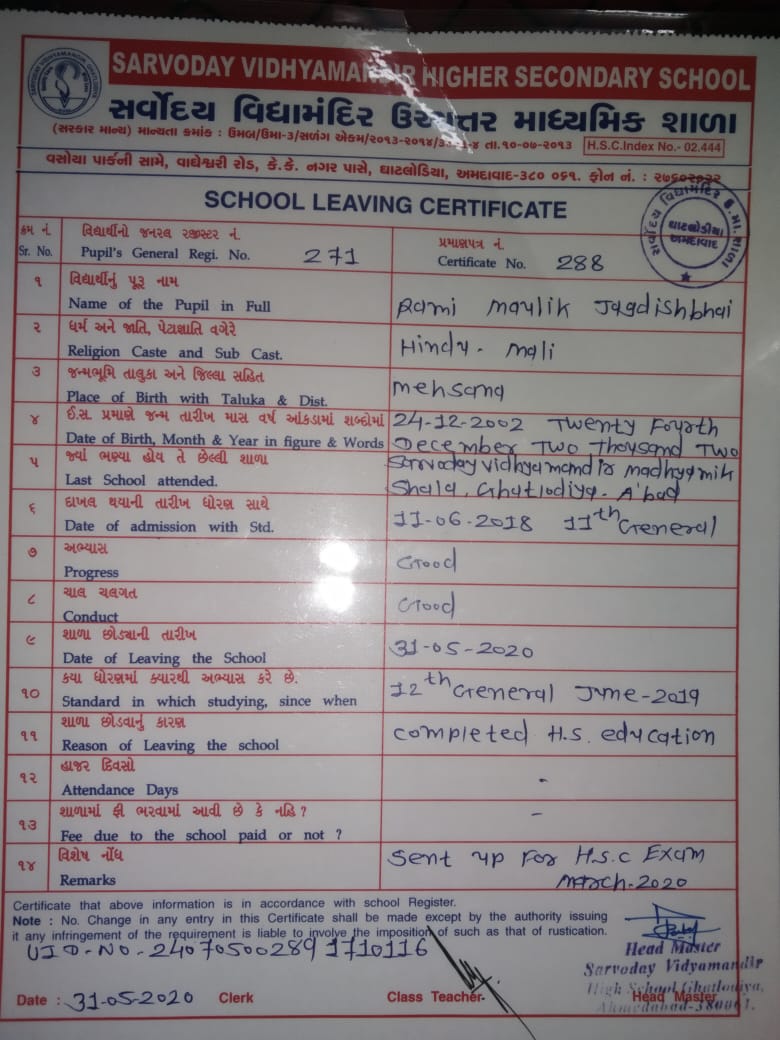 SARVODAY VIDHYAMANDIR HIGHER SECONDARY SCHOOL
સર્વોદય વિદ્યામંદિર ઉચ્ચત્તર માધ્યમિક શાળા
(સરકાર માન્ય) માન્યતા ક્રમાંક : ઉમબ/ઉમા-૩/સળંગ એકમ/૨૦૧૩-૨૦૧૪/ તા.૧૦-૦૭-૨૦૧૩ H.S.C.Index No.- 02.444
વસોયા પાર્કની સામે, વાઘેશ્વરી રોડ, કે.કે. નગર પાસે, ઘાટલોડિયા, અમદાવાદ-૩૮૦ ૦૬૧. ફોન નં. : ૨૭૬૦૨૦૨૨
SCHOOL LEAVING CERTIFICATE
સર્વોદય વિદ્યામંદિર ઉ.મા. શાળા
ઘાટલોડીયા
અમદાવાદ
ક્રમ નં. વિદ્યાર્થીનો જનરલ રજીસ્ટર નં. પ્રમાણપત્ર નં.
Sr. No. Pupil's General Regi. No. 271 Certificate No. 288
૧ વિદ્યાર્થીનું પૂરૂ નામ
Name of the Pupil in Full Rami Maulik Jagdishbhai
૨ ધર્મ અને જાતિ, પેટાજ્ઞાતિ વગેરે
Religion Caste and Sub Cast. Hindu - Mali
૩ જન્મભૂમિ તાલુકા અને જિલ્લા સહિત
Place of Birth with Taluka & Dist. Mehsana
૪ ઈ.સ. પ્રમાણે જન્મ તારીખ માસ વર્ષ આંકડામાં શબ્દોમાં 24-12-2002 Twenty Fourth
Date of Birth, Month & Year in figure & Words December Two Thousand Two
૫ જ્યાં ભણ્યા હોય તે છેલ્લી શાળા Sarvoday Vidhyamandir Madhyamik
Last School attended. Shala, Ghatlodiya - A'bad
૬ દાખલ થયાની તારીખ ધોરણ સાથે
Date of admission with Std. 11-06-2018 11th General
૭ અભ્યાસ
Progress Good
૮ ચાલ ચલગત
Conduct Good
૯ શાળા છોડ્યાની તારીખ
Date of Leaving the School 31-05-2020
૧૦ કયા ધોરણમાં ક્યારથી અભ્યાસ કરે છે.
Standard in which studying, since when 12th General June-2019
૧૧ શાળા છોડવાનું કારણ
Reason of Leaving the school completed H.S. education
૧૨ હાજર દિવસો
Attendance Days -
૧૩ શાળામાં ફી ભરવામાં આવી છે કે નહિ ?
Fee due to the school paid or not ? -
૧૪ વિશેષ નોંધ Sent up For H.S.C Exam
Remarks March-2020
Certificate that above information is in accordance with school Register.
Note : No. Change in any entry in this Certificate shall be made except by the authority issuing
it any infringement of the requirement is liable to involve the imposition of such as that of rustication.
UID-NO-240705002891710116
Head Master
Sarvoday Vidyamandir
High School Ghatlodiya,
Ahmedabad-380061.
Date : 31-05-2020 Clerk Class Teacher Head Master